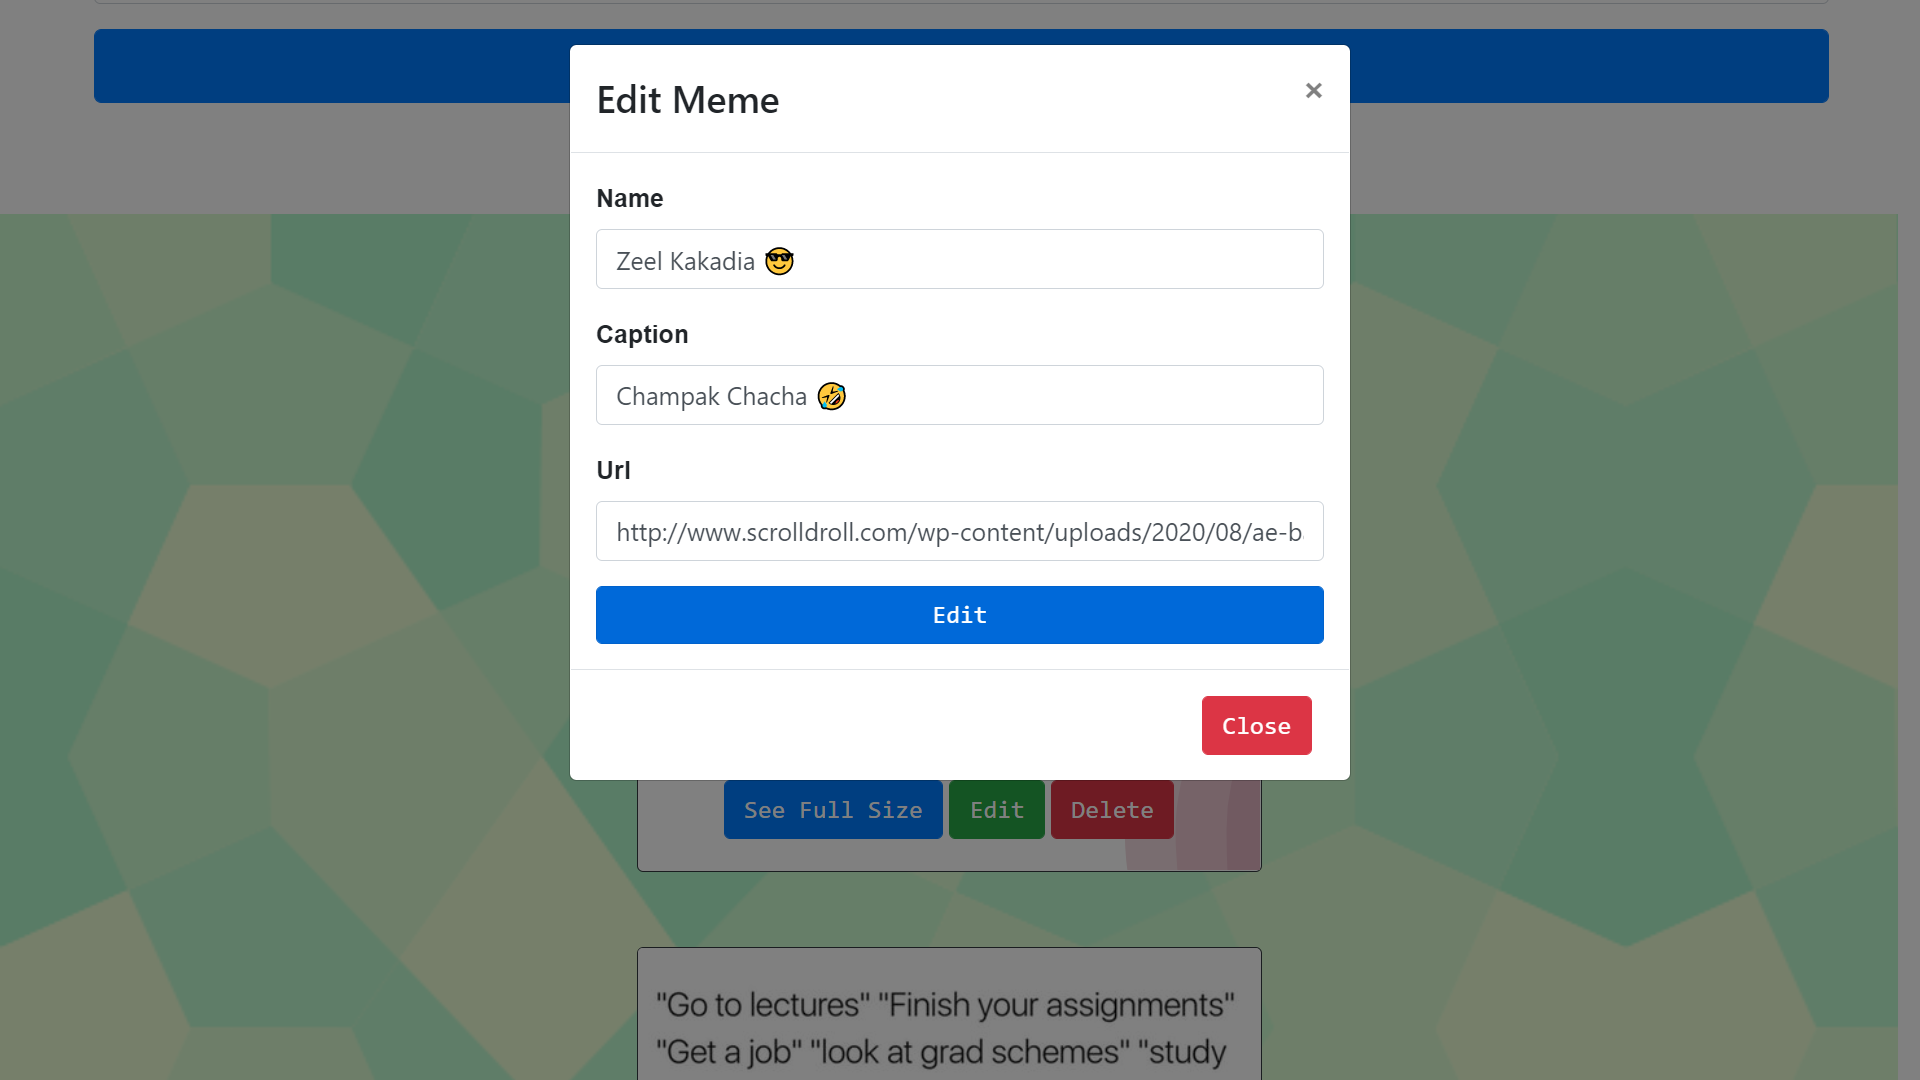 Edit Meme
×
Name
Zeel Kakadia 😎
Caption
Champak Chacha 🤣
Url
http://www.scrolldroll.com/wp-content/uploads/2020/08/ae-b
Edit
Close
See Full Size Edit Delete
"Go to lectures" "Finish your assignments"
"Get a job" "look at grad schemes" "study